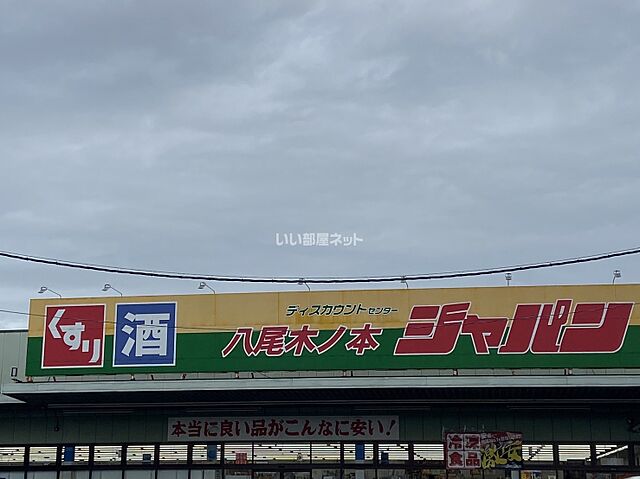 いい部屋ネット
くすり
酒
ディスカウントセンター
八尾木ノ本
ジャパン
本当に良い品がこんなに安い!
冷凍
食品
激安